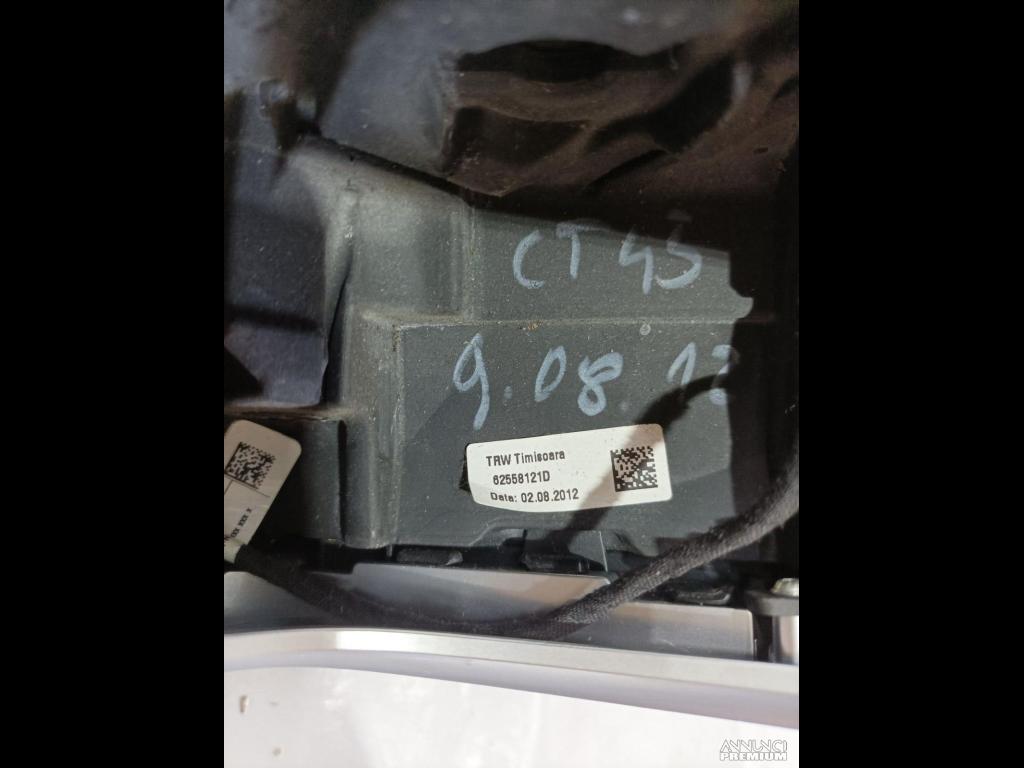 CT 45
9.08.12
TRW Timisoara
62558121D
Data: 02.08.2012
ANNUNCI
PREMIUM